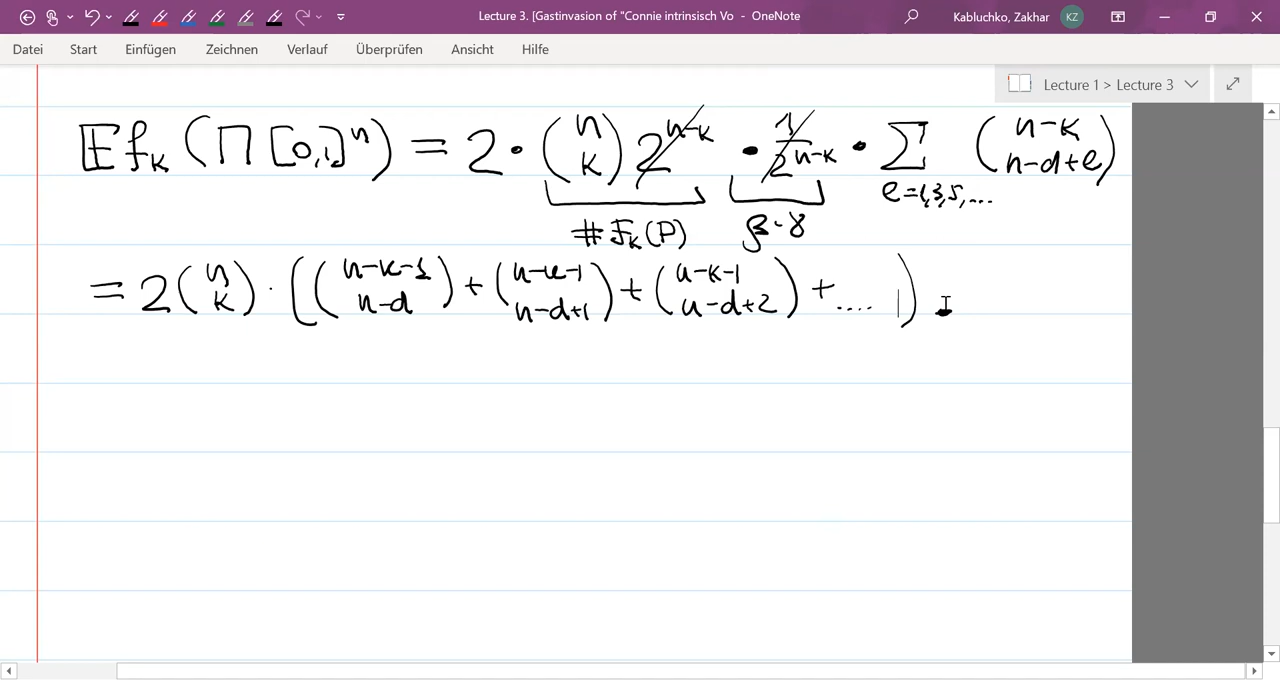 Lecture 3. [Gastinvasion of "Connie intrinsisch Vo - OneNote
Kabluchko, Zakhar KZ
Datei Start Einfügen Zeichnen Verlauf Überprüfen Ansicht Hilfe
Lecture 1 > Lecture 3
𝔼 f_k (Π [0,1]^n) = 2 · (n k) 2^{n-k} · 1/2^{n-k} · Σ (n-k n-d+e)
e=1,3,5,...
# F_k(P) β·γ
= 2 (n k) · ((n-k-1 n-d) + (n-k-1 n-d+1) + (n-k-1 n-d+2) + ....).